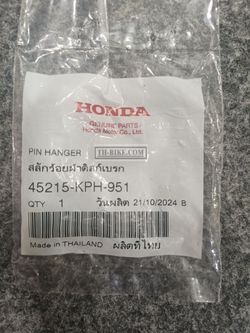 HONDA
GENUINE PARTS
Honda Motor Co., Ltd.
TH-BIKE.COM
PIN HANGER
สลักร้อยผ้าดิสก์เบรก
45215-KPH-951
QTY 1 วันผลิต 21/10/2024 B
Made in THAILAND ผลิตที่ไทย